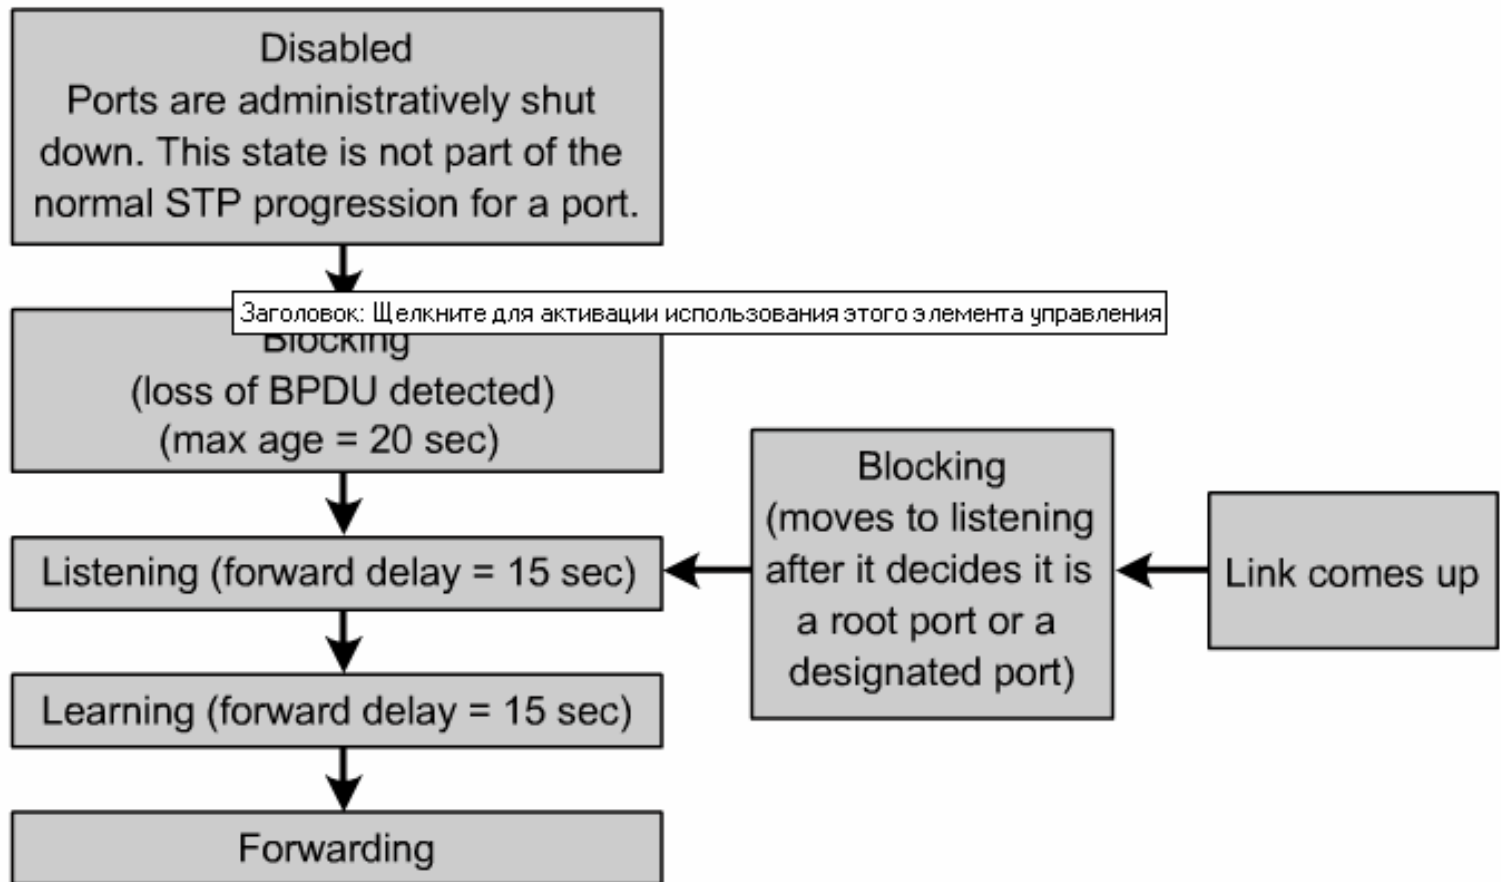 Disabled
Ports are administratively shut
down. This state is not part of the
normal STP progression for a port.
Заголовок: Щелкните для активации использования этого элемента управления
Blocking
(loss of BPDU detected)
(max age = 20 sec)
Listening (forward delay = 15 sec)
Learning (forward delay = 15 sec)
Forwarding
Blocking
(moves to listening
after it decides it is
a root port or a
designated port)
Link comes up